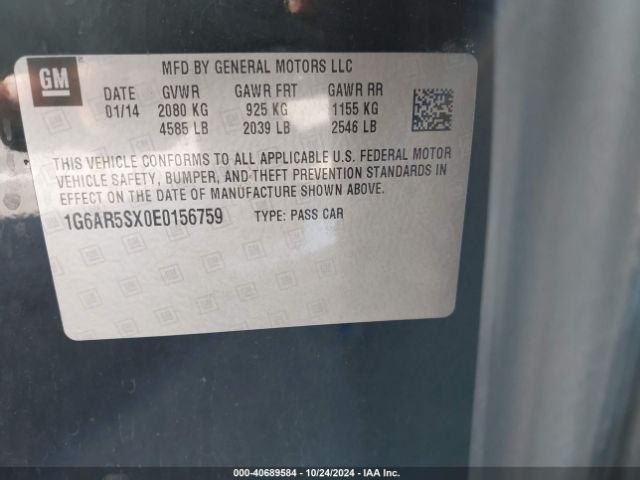 GM
MFD BY GENERAL MOTORS LLC
DATE GVWR GAWR FRT GAWR RR
01/14 2080 KG 925 KG 1155 KG
4585 LB 2039 LB 2546 LB
THIS VEHICLE CONFORMS TO ALL APPLICABLE U.S. FEDERAL MOTOR
VEHICLE SAFETY, BUMPER, AND THEFT PREVENTION STANDARDS IN
EFFECT ON THE DATE OF MANUFACTURE SHOWN ABOVE.
1G6AR5SX0E0156759 TYPE: PASS CAR
000-40689584 - 10/24/2024 - IAA Inc.